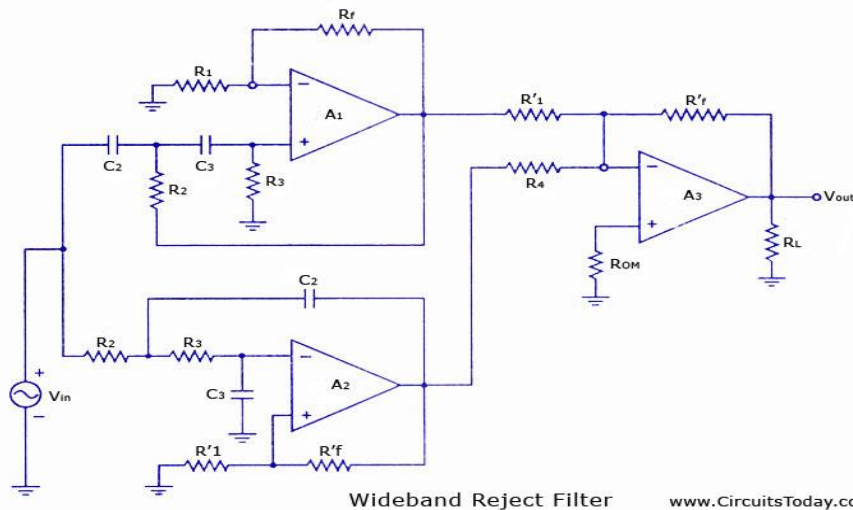 Rf
R1
−
A1
+
C2
C3
R2
R3
R'1
R'f
R4
−
A3
+
Vout
ROM
RL
C2
R2
R3
−
A2
+
C3
+
Vin
−
R'1
R'f
Wideband Reject Filter
www.CircuitsToday.co